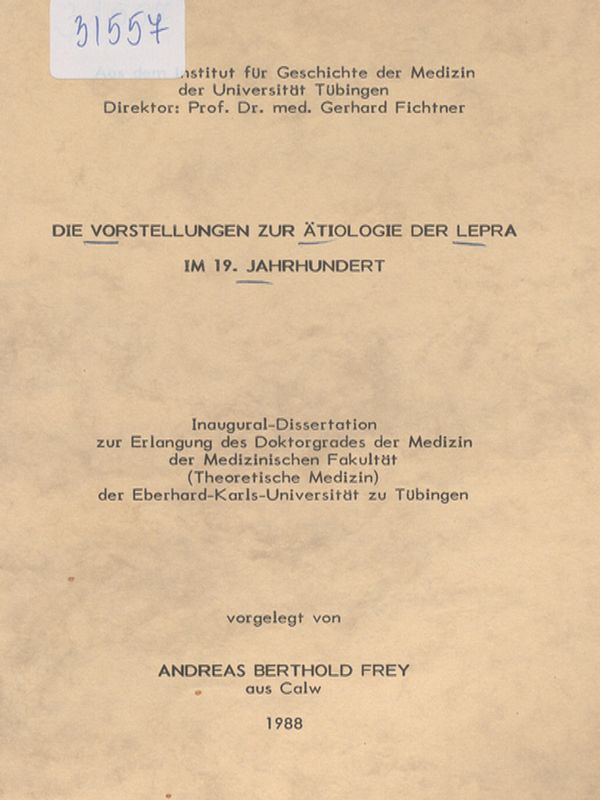 31557
Aus dem Institut für Geschichte der Medizin
der Universität Tübingen
Direktor: Prof. Dr. med. Gerhard Fichtner
DIE VORSTELLUNGEN ZUR ÄTIOLOGIE DER LEPRA
IM 19. JAHRHUNDERT
Inaugural-Dissertation
zur Erlangung des Doktorgrades der Medizin
der Medizinischen Fakultät
(Theoretische Medizin)
der Eberhard-Karls-Universität zu Tübingen
vorgelegt von
ANDREAS BERTHOLD FREY
aus Calw
1988